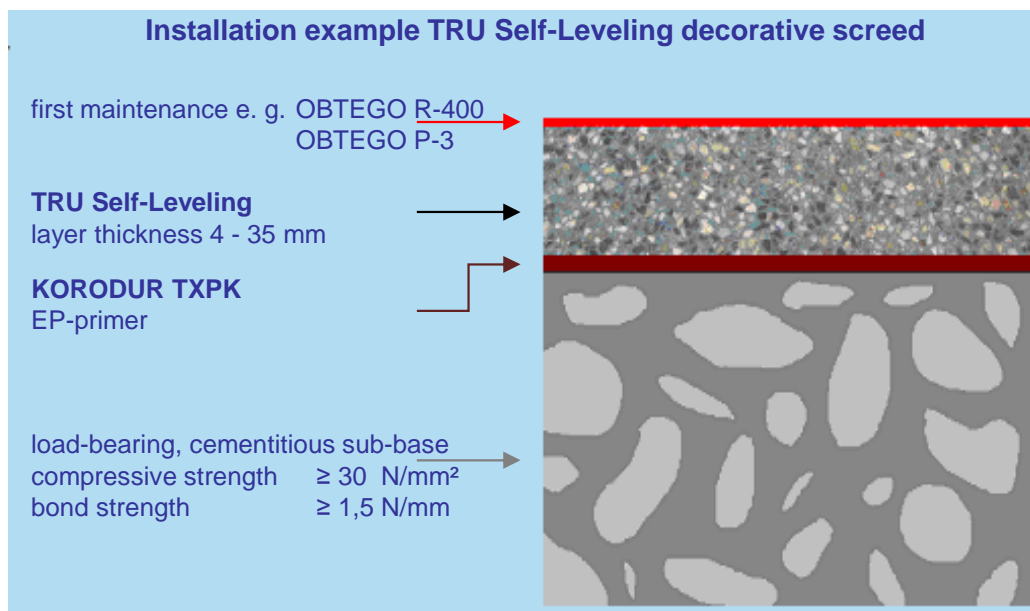 Installation example TRU Self-Leveling decorative screed
first maintenance e. g. OBTEGO R-400
OBTEGO P-3
TRU Self-Leveling
layer thickness 4 - 35 mm
KORODUR TXPK
EP-primer
load-bearing, cementitious sub-base
compressive strength ≥ 30 N/mm²
bond strength ≥ 1,5 N/mm